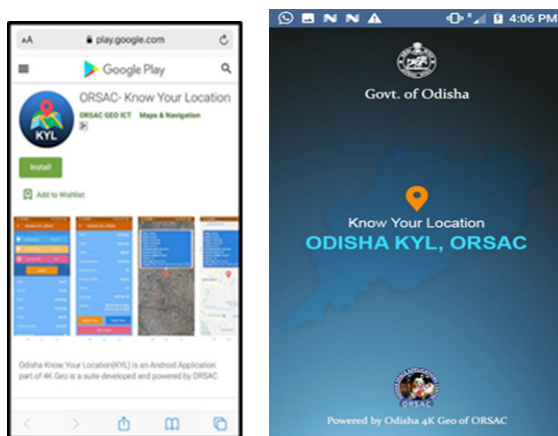 AA play.google.com
Google Play
KYL
ORSAC- Know Your Location
ORSAC GEO ICT Maps & Navigation
Install
Add to Wishlist
Odisha Know Your Location(KYL) is an Android Application
part of 4K Geo is a suite developed and powered by ORSAC
4:06 PM
Govt. of Odisha
Know Your Location
ODISHA KYL, ORSAC
ORSAC
Powered by Odisha 4K Geo of ORSAC